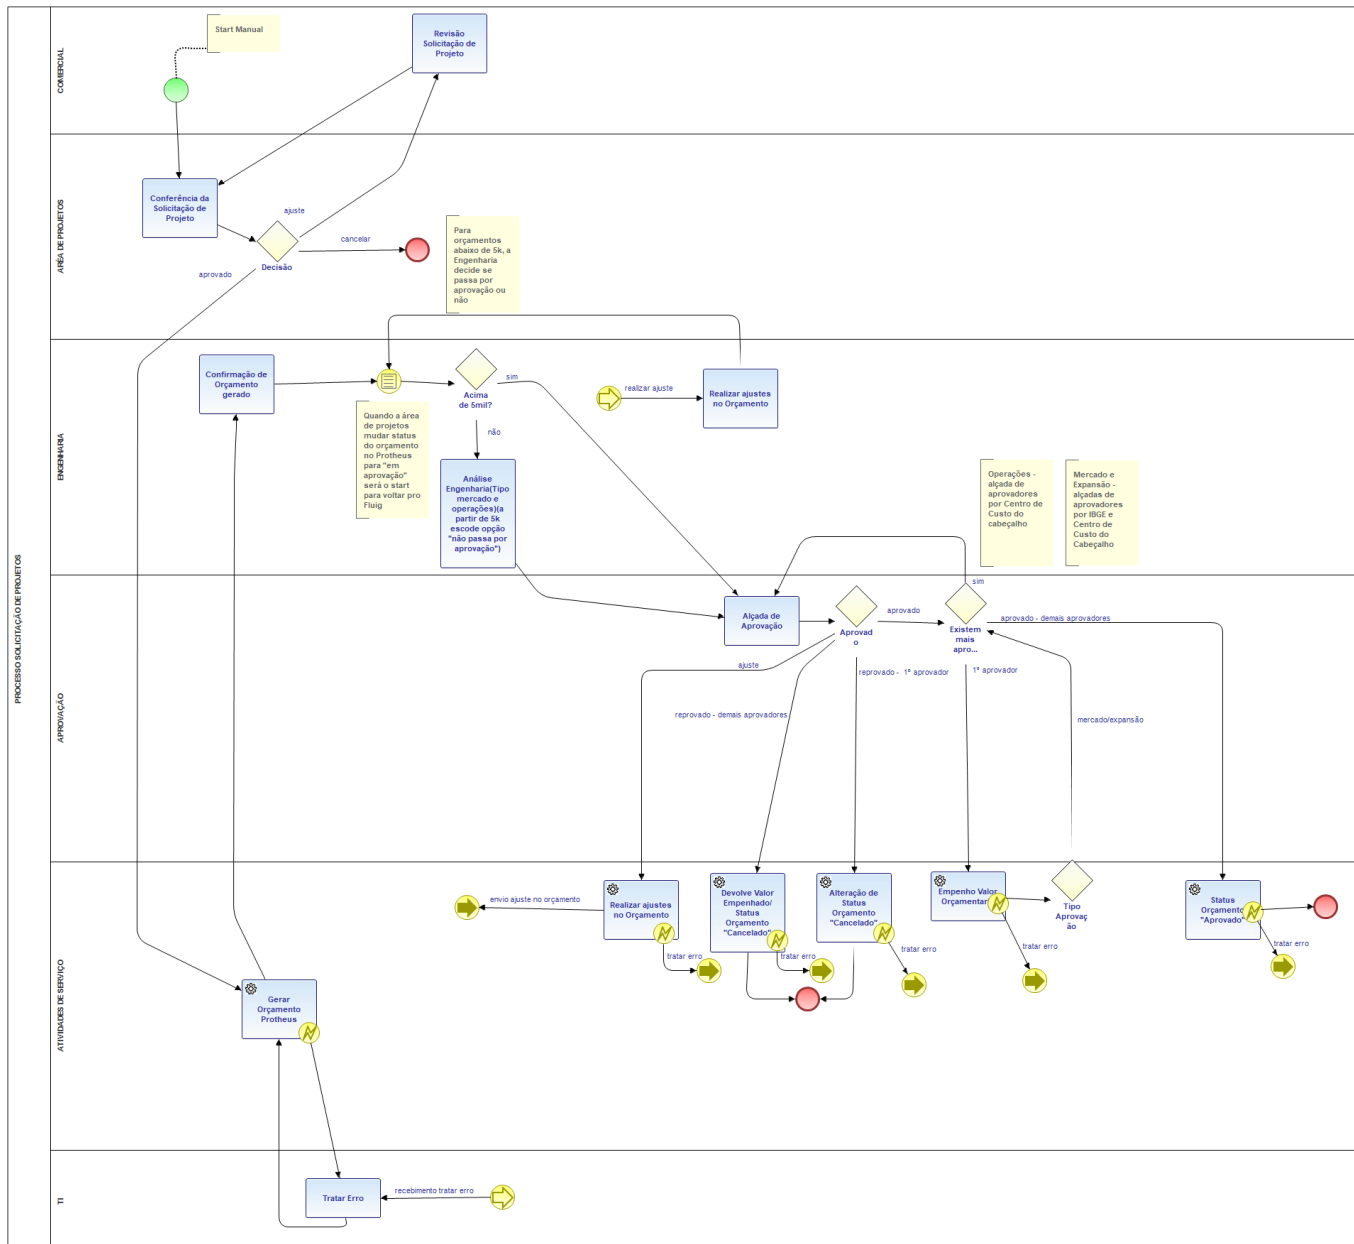 PROCESSO SOLICITAÇÃO DE PROJETOS
COMERCIAL
Start Manual
Revisão
Solicitação de
Projeto
ARÉA DE PROJETOS
Conferência da
Solicitação de
Projeto
ajuste
cancelar
Decisão
aprovado
Para
orçamentos
abaixo de 5k, a
Engenharia
decide se
passa por
aprovação ou
não
ENGENHARIA
Confirmação de
Orçamento
gerado
Quando a área
de projetos
mudar status
do orçamento
no Protheus
para "em
aprovação"
será o start
para voltar pro
Fluig
Acima
de 5mil?
sim
não
Análise
Engenharia(Tipo
mercado e
operações)(a
partir de 5k
escode opção
"não passa por
aprovação")
realizar ajuste
Realizar ajustes
no Orçamento
Operações -
alçada de
aprovadores
por Centro de
Custo do
cabeçalho
Mercado e
Expansão -
alçadas de
aprovadores
por IBGE e
Centro de
Custo do
Cabeçalho
APROVAÇÃO
Alçada de
Aprovação
Aprovad
o
aprovado
Existem
mais
apro...
sim
aprovado - demais aprovadores
ajuste
reprovado - demais aprovadores
reprovado - 1º aprovador
1º aprovador
mercado/expansão
ATIVIDADES DE SERVIÇO
envio ajuste no orçamento
Realizar ajustes
no Orçamento
tratar erro
Devolve Valor
Empenhado/
Status
Orçamento
"Cancelado"
tratar erro
Alteração de
Status
Orçamento
"Cancelado"
tratar erro
Empenho Valor
tratar erro
Tipo
Aprovaç
ão
Status
Orçamento
"Aprovado"
tratar erro
Gerar
Orçamento
Protheus
TI
Tratar Erro
recebimento tratar erro